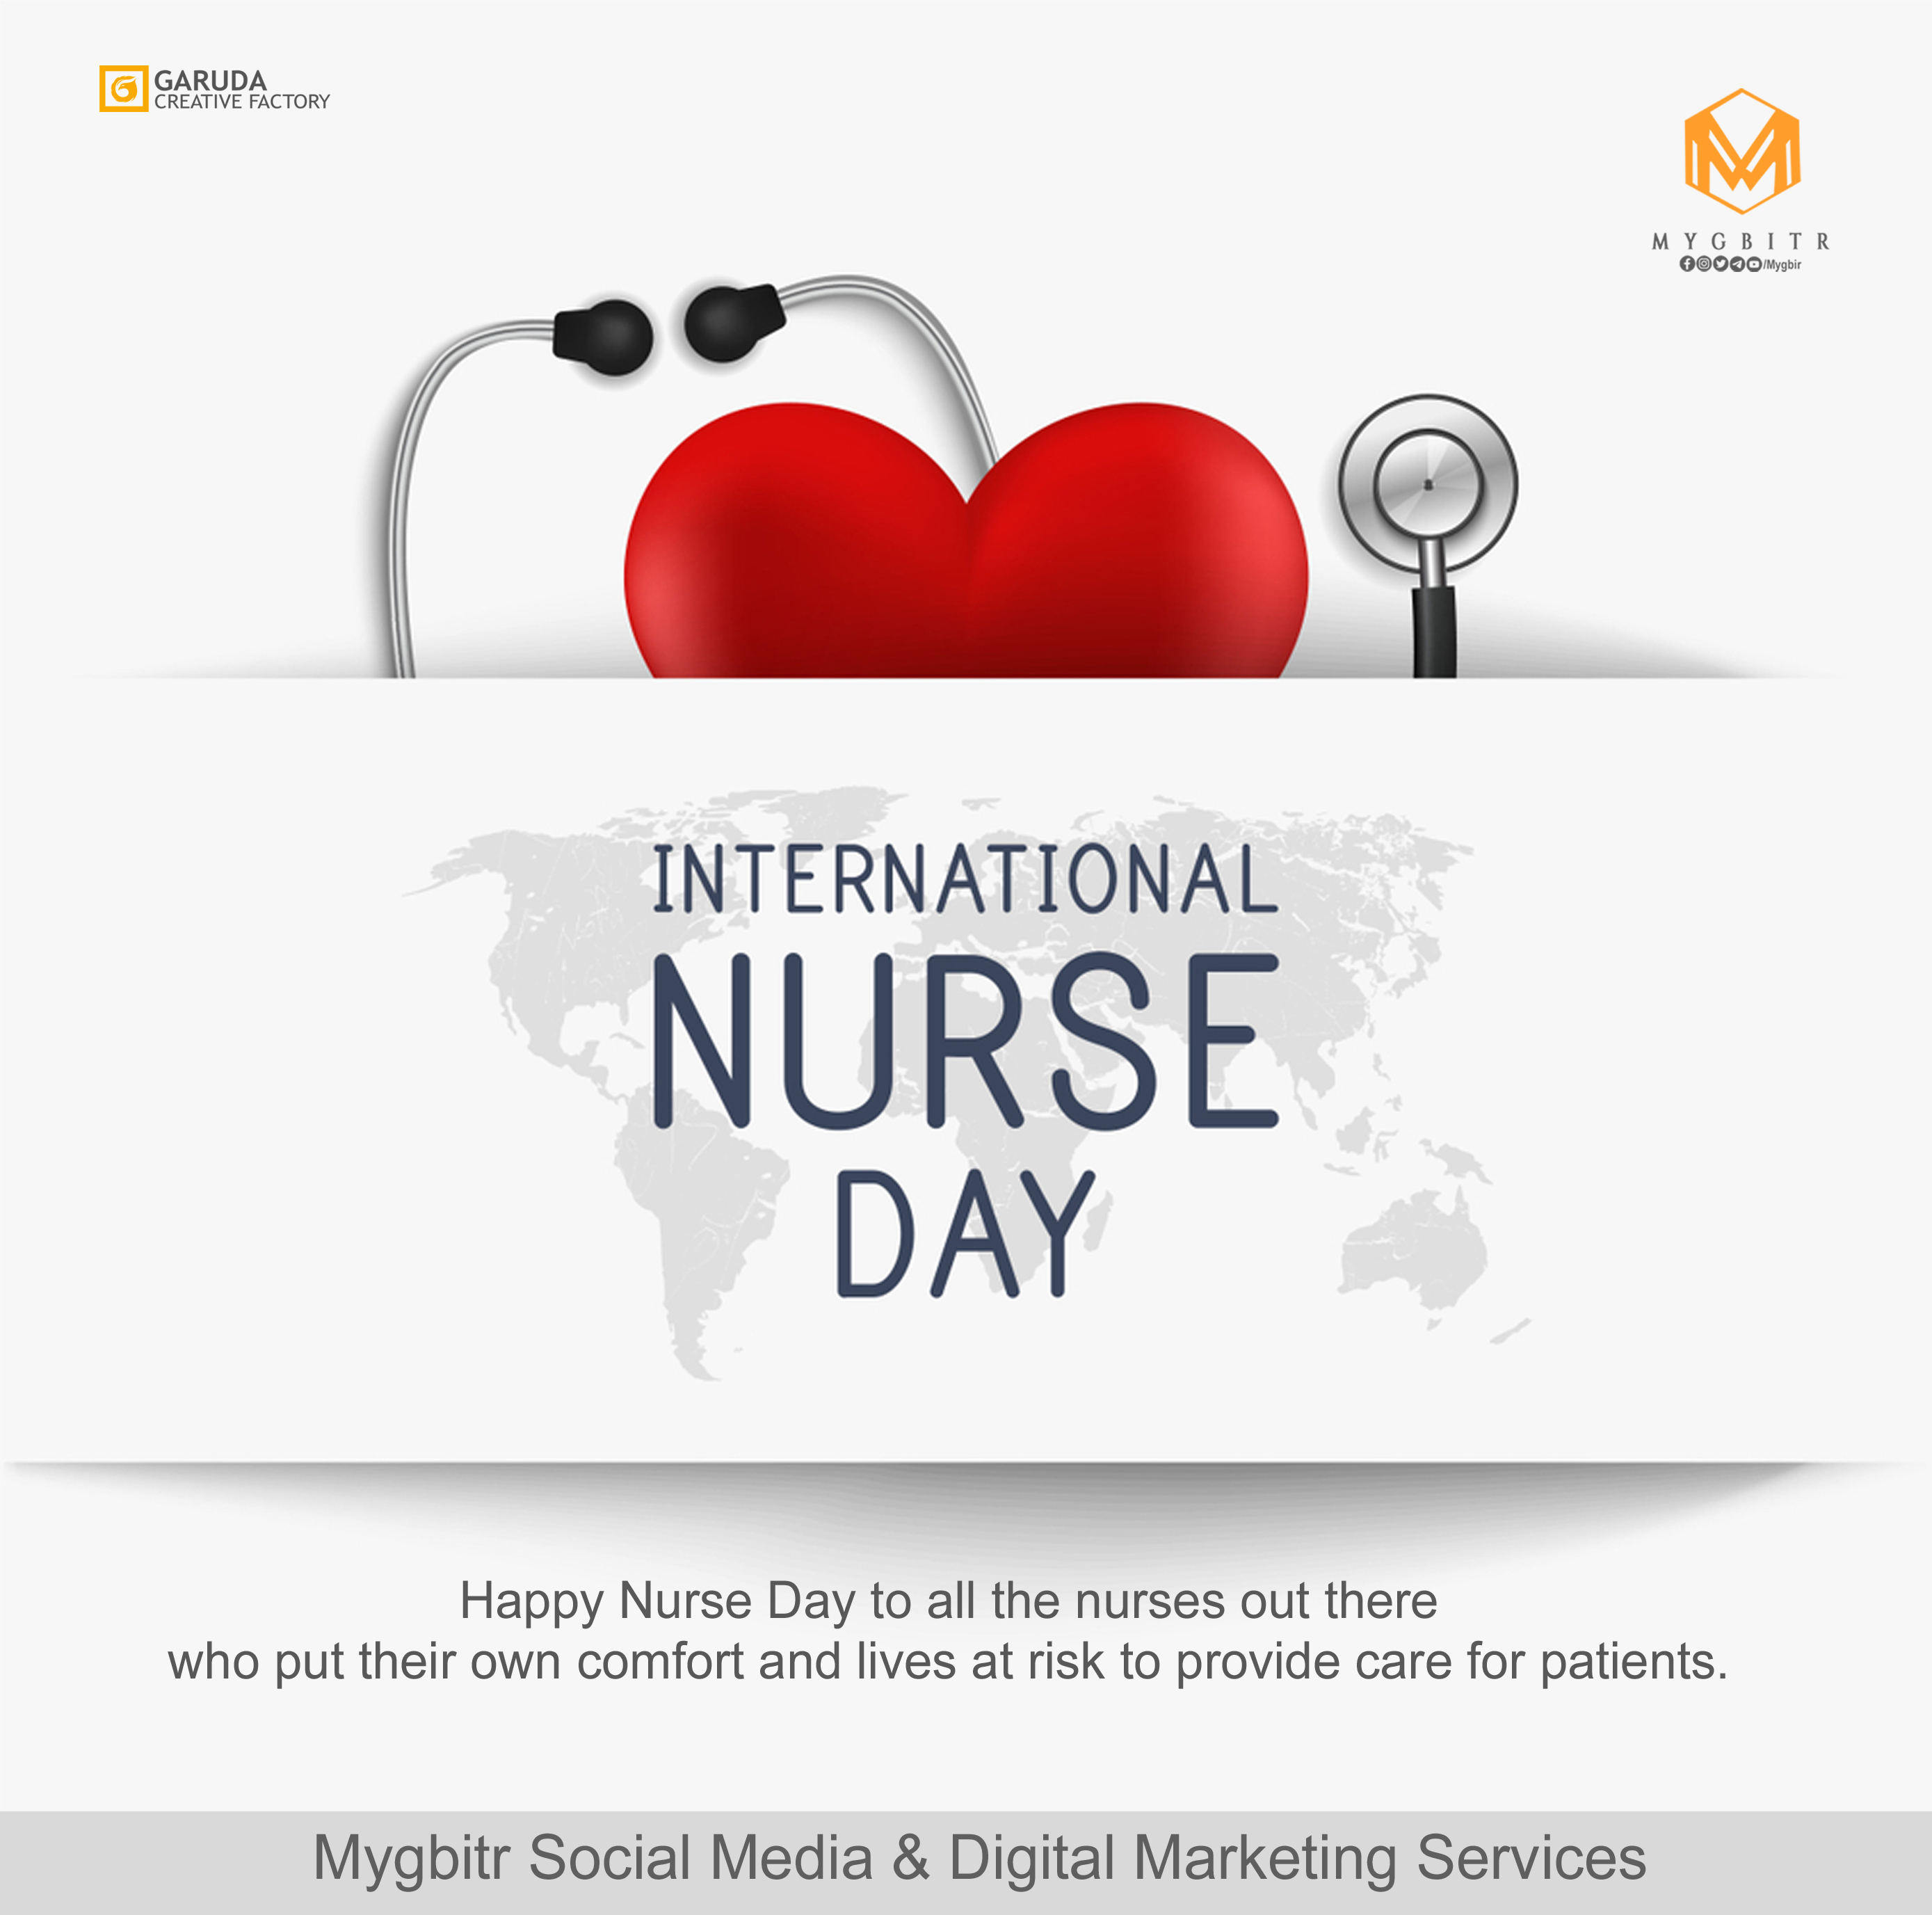 GARUDA
CREATIVE FACTORY
MYGBITR
/Mygbir
INTERNATIONAL
NURSE
DAY
Happy Nurse Day to all the nurses out there
who put their own comfort and lives at risk to provide care for patients.
Mygbitr Social Media & Digital Marketing Services